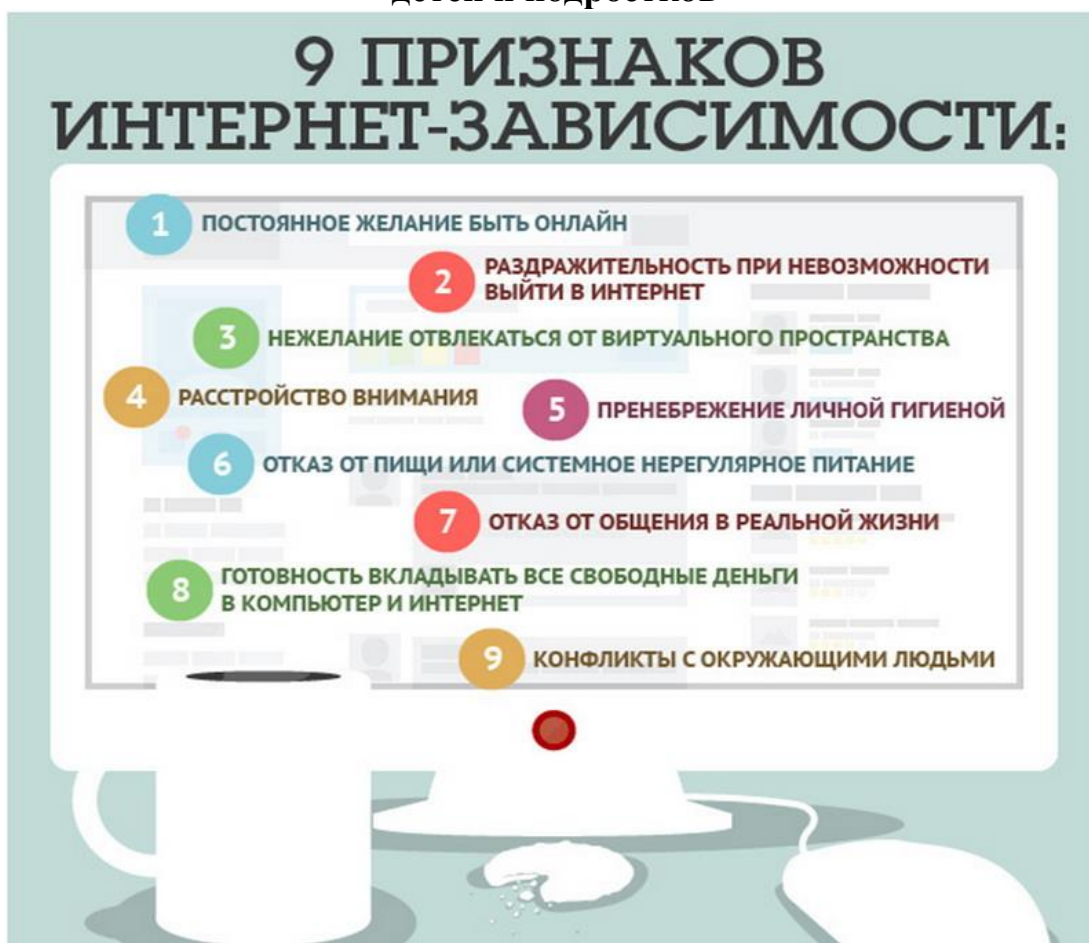 детей и подростков
9 ПРИЗНАКОВ
ИНТЕРНЕТ-ЗАВИСИМОСТИ:
1 ПОСТОЯННОЕ ЖЕЛАНИЕ БЫТЬ ОНЛАЙН
2 РАЗДРАЖИТЕЛЬНОСТЬ ПРИ НЕВОЗМОЖНОСТИ
ВЫЙТИ В ИНТЕРНЕТ
3 НЕЖЕЛАНИЕ ОТВЛЕКАТЬСЯ ОТ ВИРТУАЛЬНОГО ПРОСТРАНСТВА
4 РАССТРОЙСТВО ВНИМАНИЯ
5 ПРЕНЕБРЕЖЕНИЕ ЛИЧНОЙ ГИГИЕНОЙ
6 ОТКАЗ ОТ ПИЩИ ИЛИ СИСТЕМНОЕ НЕРЕГУЛЯРНОЕ ПИТАНИЕ
7 ОТКАЗ ОТ ОБЩЕНИЯ В РЕАЛЬНОЙ ЖИЗНИ
8 ГОТОВНОСТЬ ВКЛАДЫВАТЬ ВСЕ СВОБОДНЫЕ ДЕНЬГИ
В КОМПЬЮТЕР И ИНТЕРНЕТ
9 КОНФЛИКТЫ С ОКРУЖАЮЩИМИ ЛЮДЬМИ